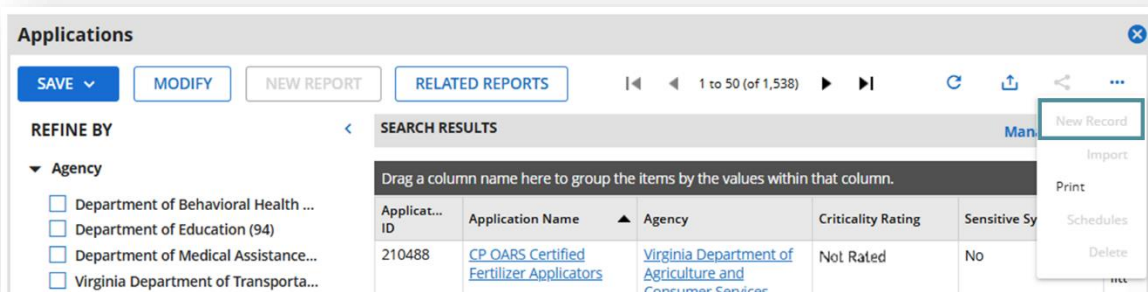 Applications
SAVE
MODIFY
NEW REPORT
RELATED REPORTS
1 to 50 (of 1,538)
REFINE BY
SEARCH RESULTS
New Record
Import
Print
Schedules
Delete
Agency
Drag a column name here to group the items by the values within that column.
Department of Behavioral Health ...
Department of Education (94)
Department of Medical Assistance...
Virginia Department of Transporta...
Applicat...
ID
Application Name
Agency
Criticality Rating
Sensitive Sy
210488
CP OARS Certified
Fertilizer Applicators
Virginia Department of
Agriculture and
Consumer Services
Not Rated
No